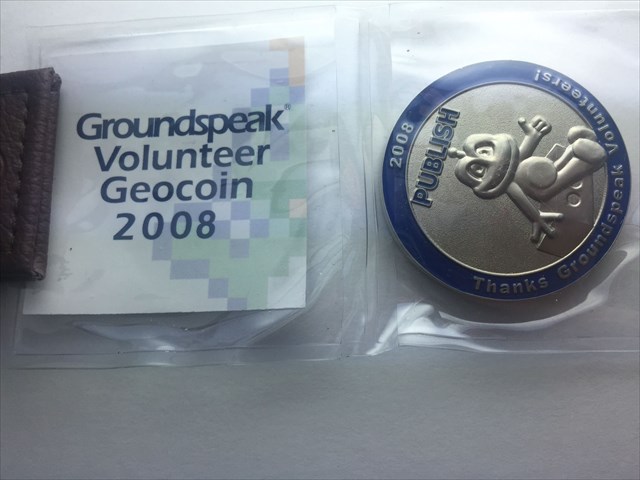 Groundspeak®
Volunteer
Geocoin
2008
2008
PUBLISH
Thanks Groundspeak Volunteers!